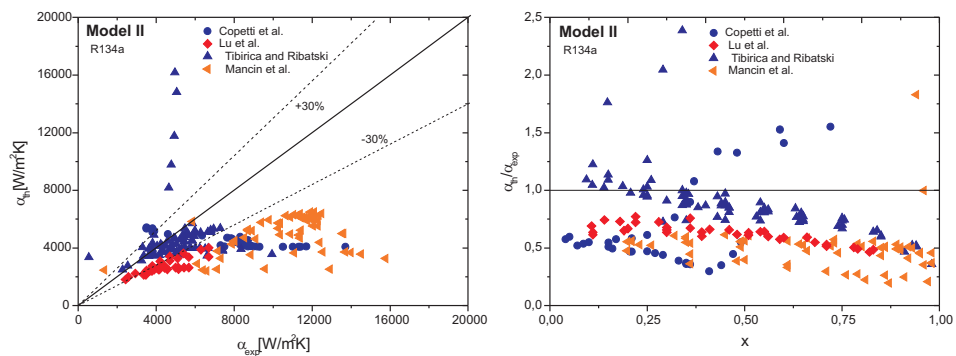 Model II
R134a
Copetti et al.
Lu et al.
Tibirica and Ribatski
Mancin et al.
+30%
-30%
20000
16000
12000
8000
4000
0
0 4000 8000 12000 16000 20000
α_th[W/m²K]
α_exp[W/m²K]
Model II
R134a
Copetti et al.
Lu et al.
Tibirica and Ribatski
Mancin et al.
2,5
2,0
1,5
1,0
0,5
0,0
0,00 0,25 0,50 0,75 1,00
α_th/α_exp
x